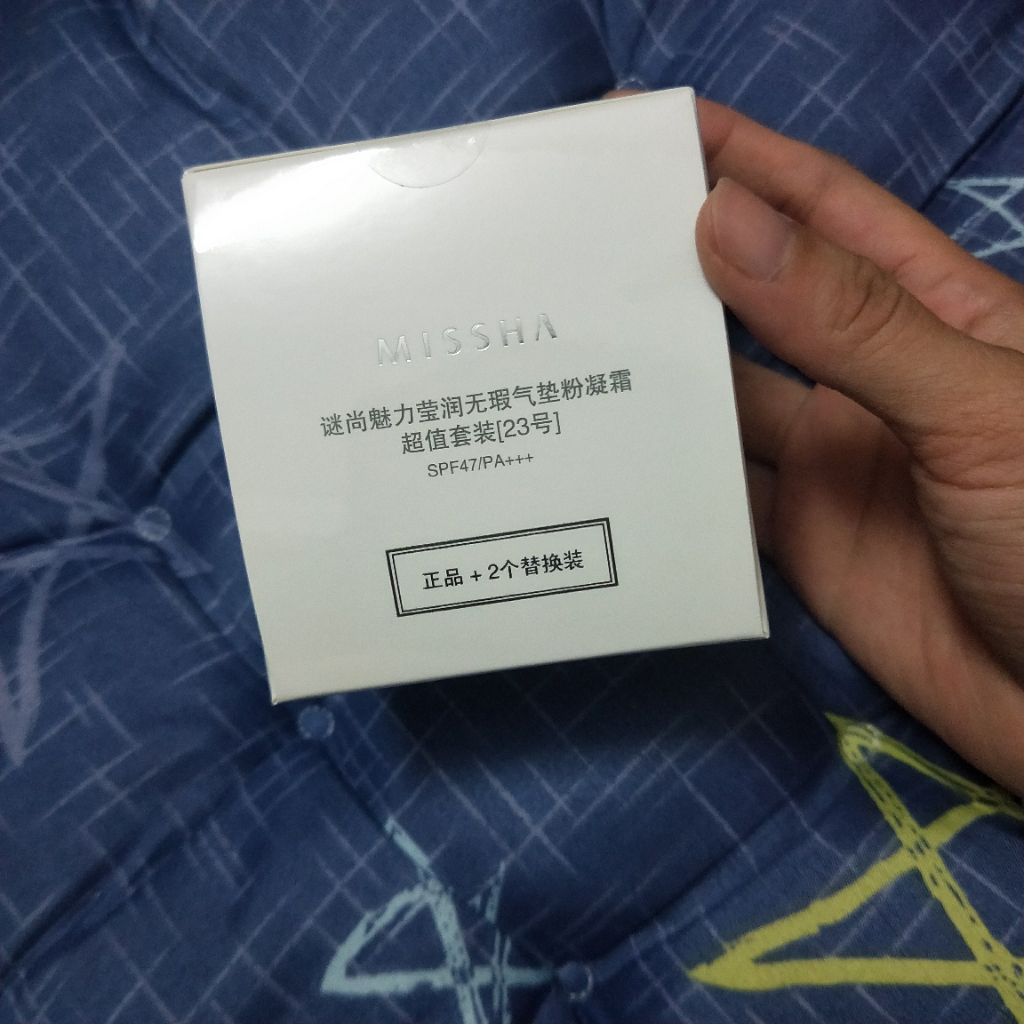 MISSHA
谜尚魅力莹润无瑕气垫粉凝霜
超值套装[23号]
SPF47/PA+++
正品 + 2个替换装